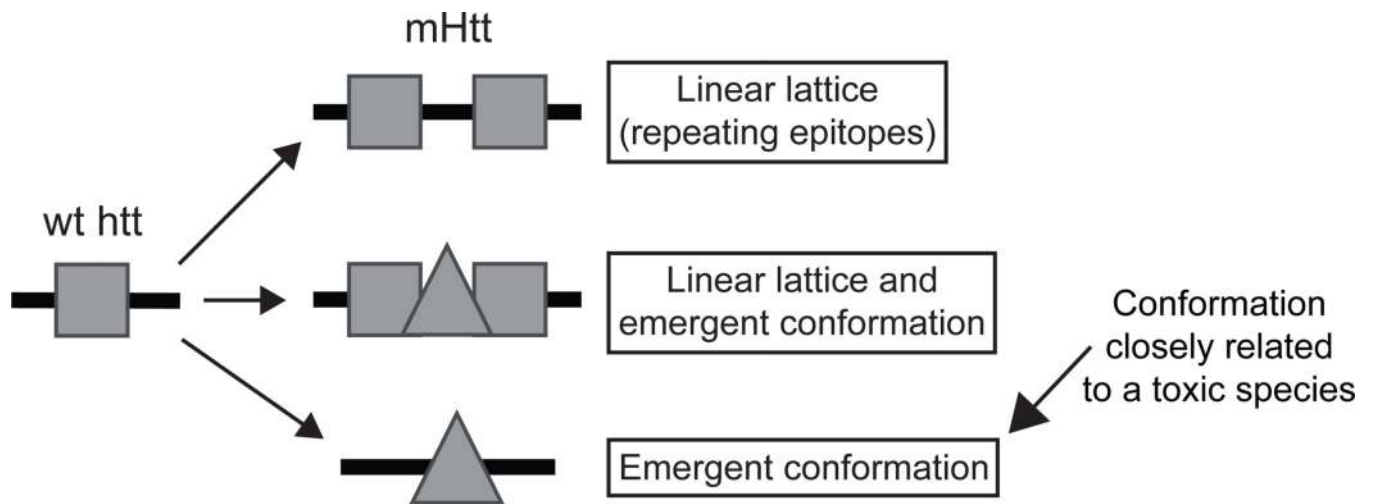 mHtt
Linear lattice
(repeating epitopes)
wt htt
Linear lattice and
emergent conformation
Conformation
closely related
to a toxic species
Emergent conformation